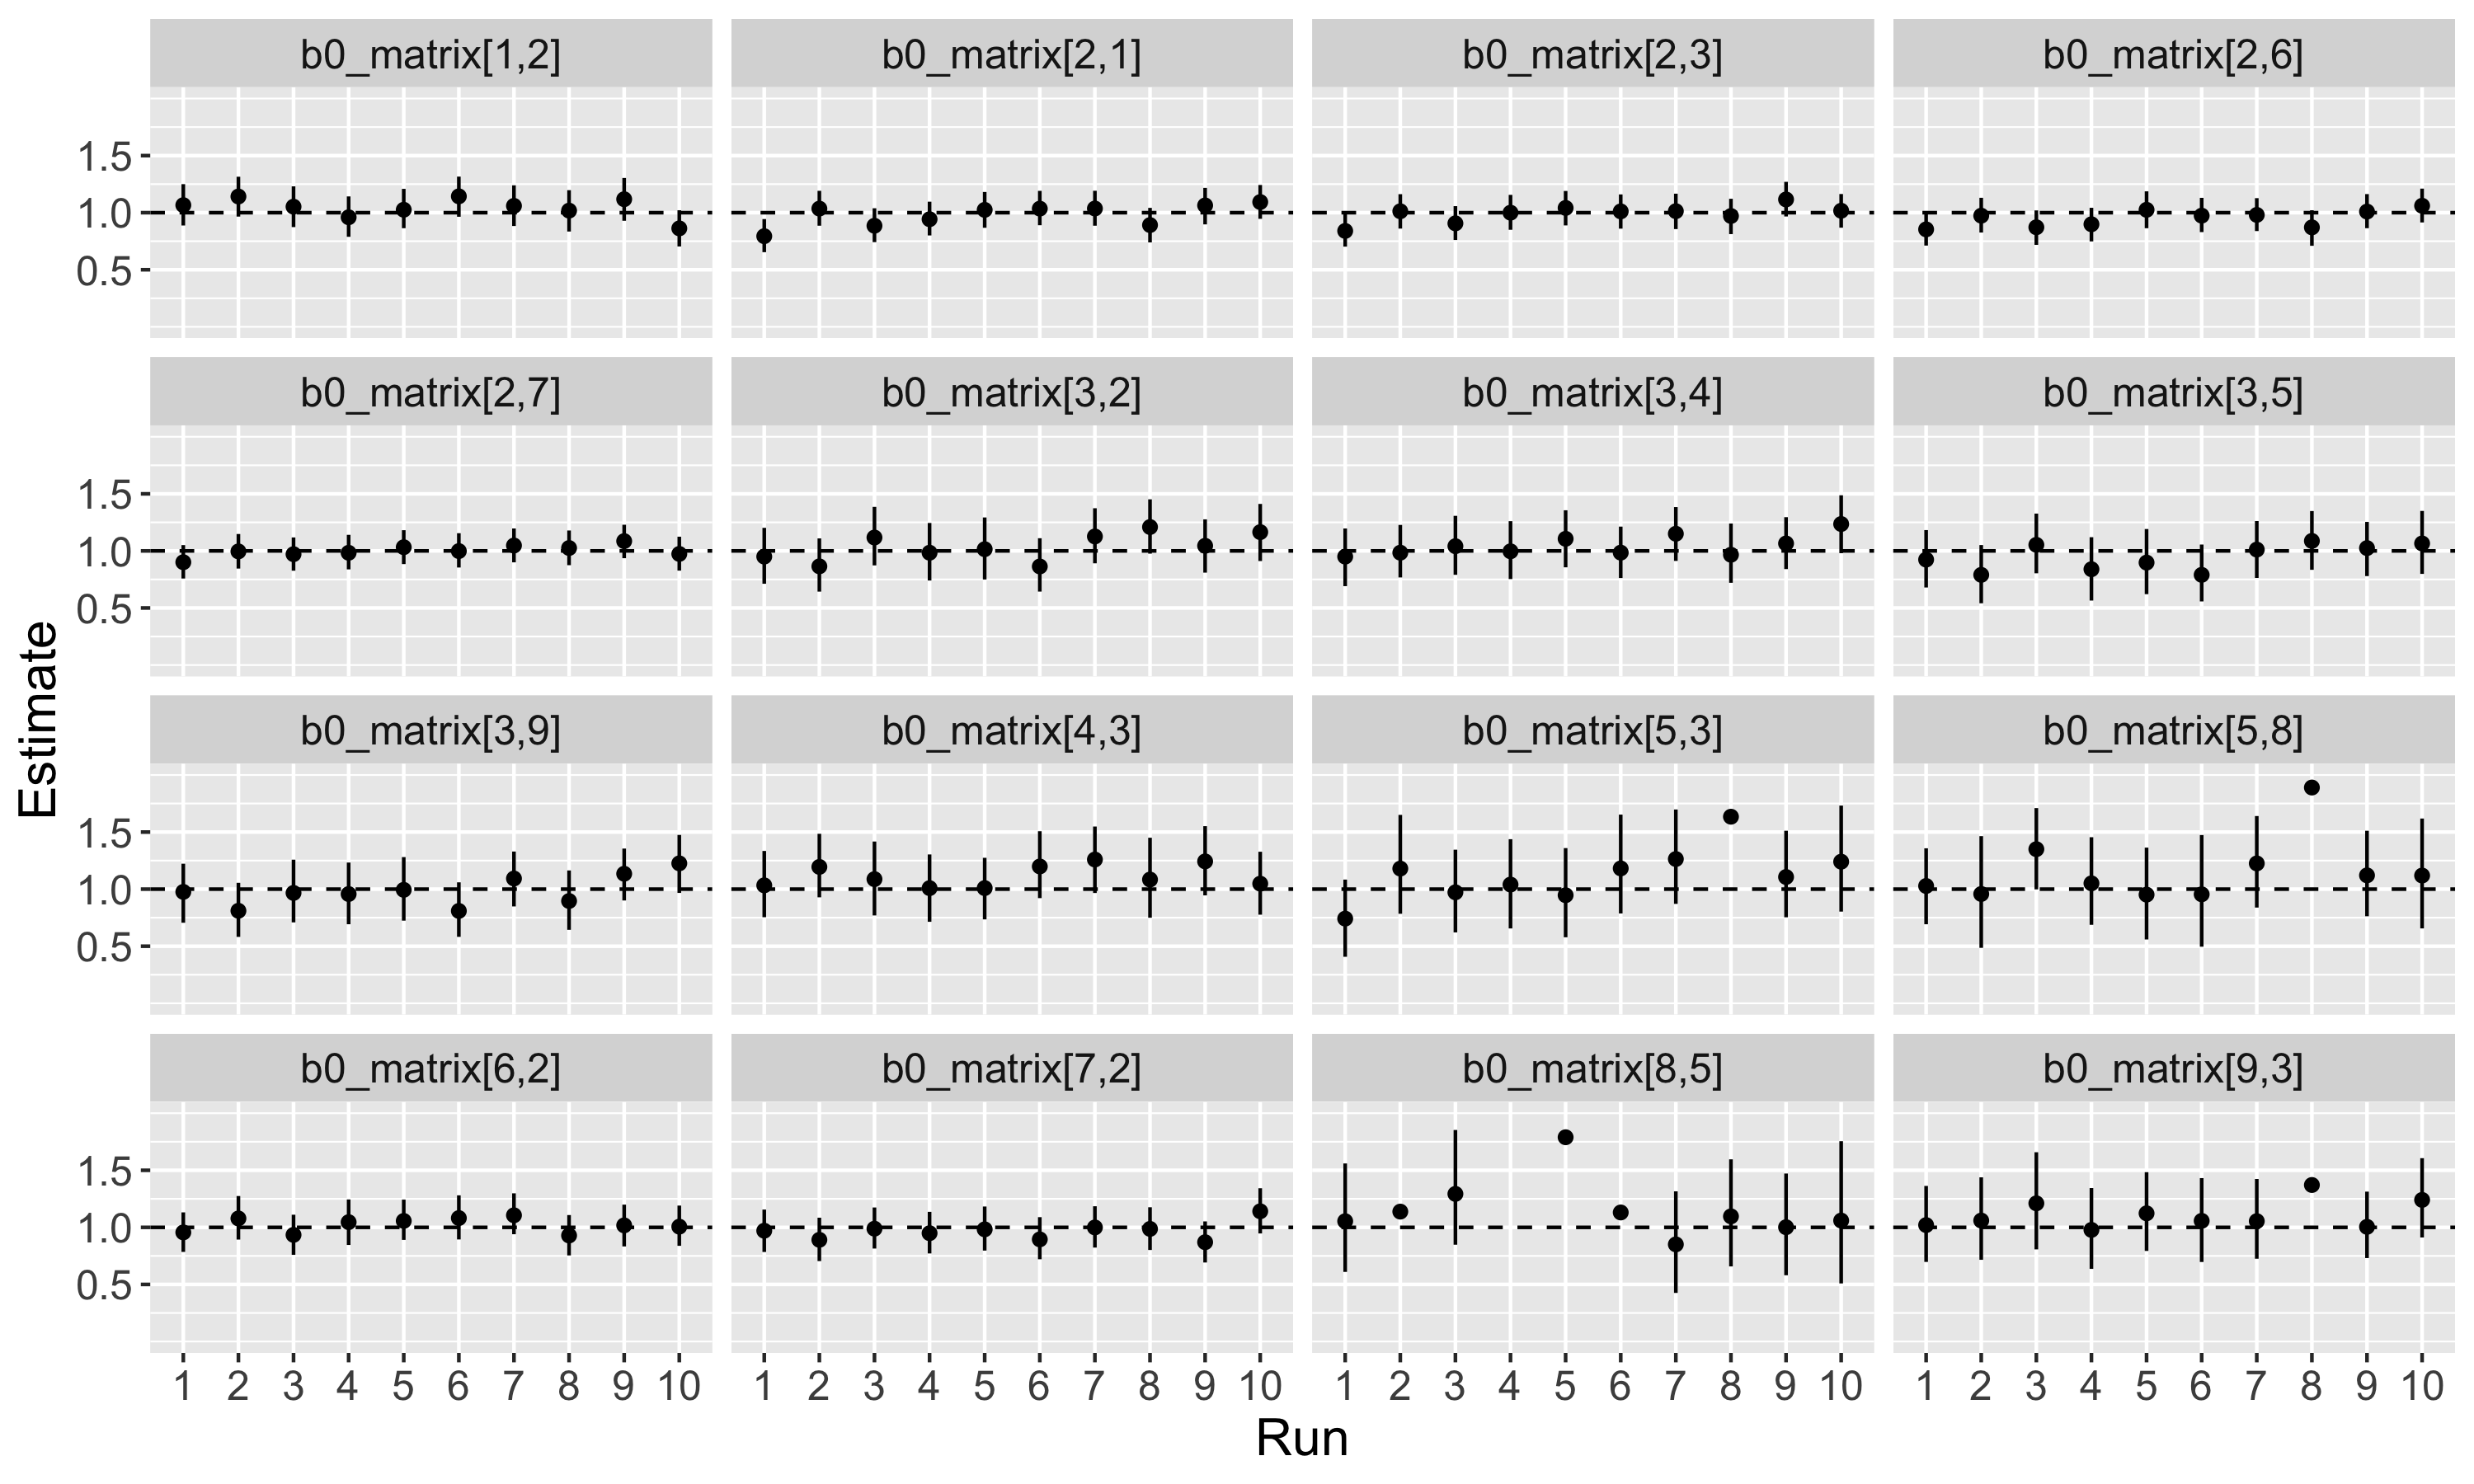 b0_matrix[1,2] b0_matrix[2,1] b0_matrix[2,3] b0_matrix[2,6]
1.5
1.0
0.5
b0_matrix[2,7] b0_matrix[3,2] b0_matrix[3,4] b0_matrix[3,5]
1.5
1.0
0.5
Estimate
b0_matrix[3,9] b0_matrix[4,3] b0_matrix[5,3] b0_matrix[5,8]
1.5
1.0
0.5
b0_matrix[6,2] b0_matrix[7,2] b0_matrix[8,5] b0_matrix[9,3]
1.5
1.0
0.5
1 2 3 4 5 6 7 8 9 10 1 2 3 4 5 6 7 8 9 10 1 2 3 4 5 6 7 8 9 10 1 2 3 4 5 6 7 8 9 10
Run